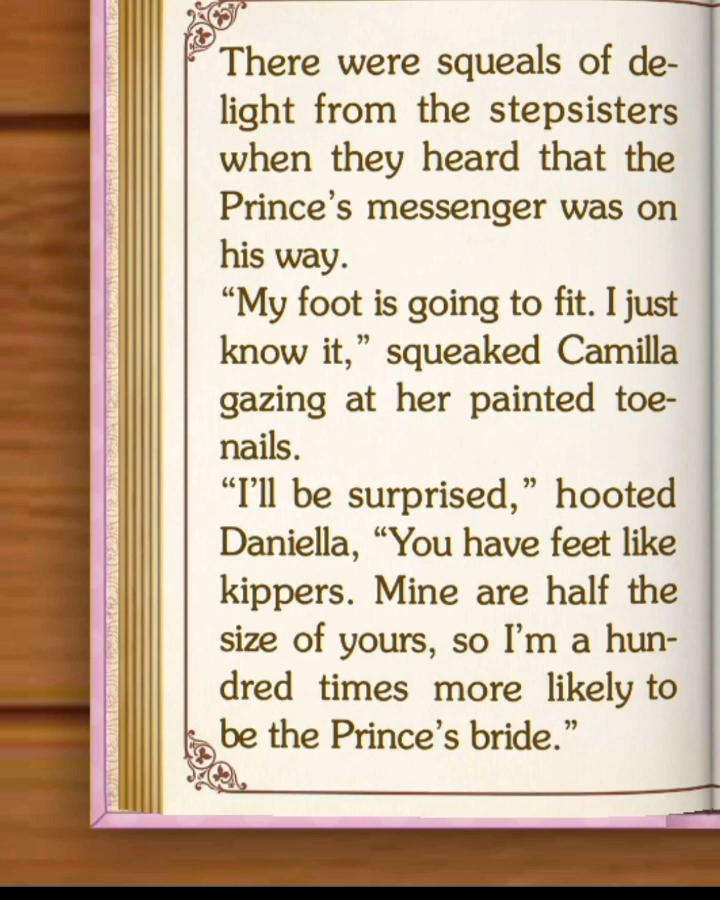 There were squeals of de-
light from the stepsisters
when they heard that the
Prince’s messenger was on
his way.
“My foot is going to fit. I just
know it,” squeaked Camilla
gazing at her painted toe-
nails.
“I’ll be surprised,” hooted
Daniella, “You have feet like
kippers. Mine are half the
size of yours, so I’m a hun-
dred times more likely to
be the Prince’s bride.”